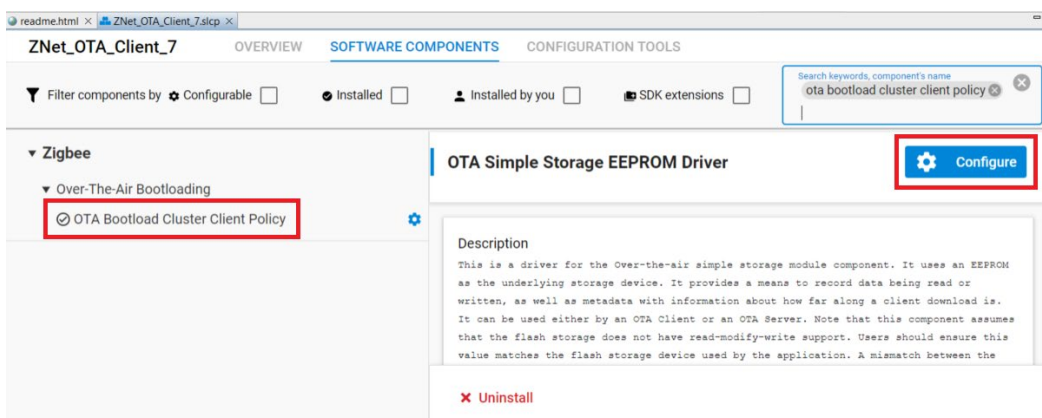 readme.html ZNet_OTA_Client_7.slcp
ZNet_OTA_Client_7 OVERVIEW SOFTWARE COMPONENTS CONFIGURATION TOOLS
Filter components by Configurable Installed Installed by you SDK extensions
Search keywords, component's name
ota bootload cluster client policy
Zigbee
Over-The-Air Bootloading
OTA Bootload Cluster Client Policy
OTA Simple Storage EEPROM Driver
Configure
Description
This is a driver for the Over-the-air simple storage module component. It uses an EEPROM
as the underlying storage device. It provides a means to record data being read or
written, as well as metadata with information about how far along a client download is.
It can be used either by an OTA Client or an OTA Server. Note that this component assumes
that the flash storage does not have read-modify-write support. Users should ensure this
value matches the flash storage device used by the application. A mismatch between the
Uninstall